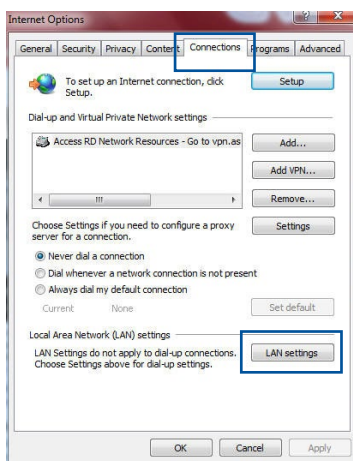 Internet Options
General Security Privacy Content Connections Programs Advanced
To set up an Internet connection, click
Setup.
Setup
Dial-up and Virtual Private Network settings
Access RD Network Resources - Go to vpn.as
Add...
Add VPN...
Remove...
Choose Settings if you need to configure a proxy
server for a connection.
Settings
Never dial a connection
Dial whenever a network connection is not present
Always dial my default connection
Current None
Set default
Local Area Network (LAN) settings
LAN Settings do not apply to dial-up connections.
Choose Settings above for dial-up settings.
LAN settings
OK Cancel Apply